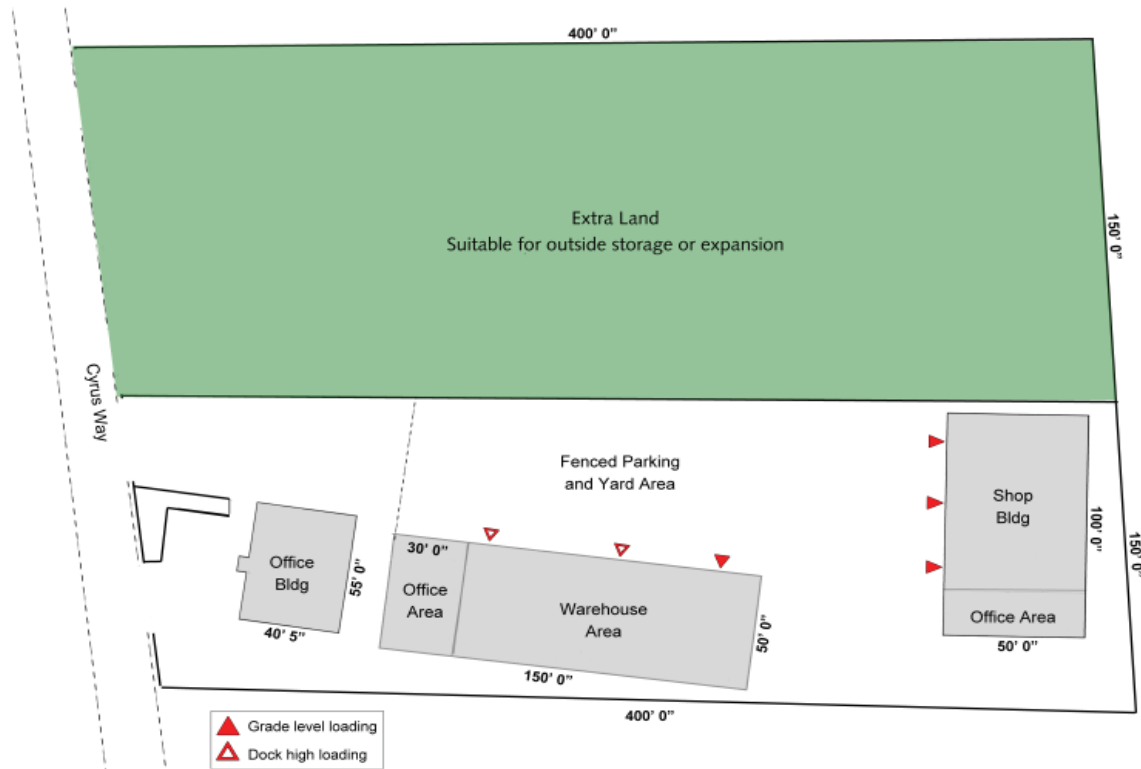 400’ 0”
Extra Land
Suitable for outside storage or expansion
150’ 0”
Cyrus Way
Fenced Parking
and Yard Area
Shop
Bldg
100’ 0”
150’ 0”
Office
Bldg
55’ 0”
40’ 5”
30’ 0”
Office
Area
Warehouse
Area
50’ 0”
150’ 0”
Office Area
50’ 0”
400’ 0”
Grade level loading
Dock high loading